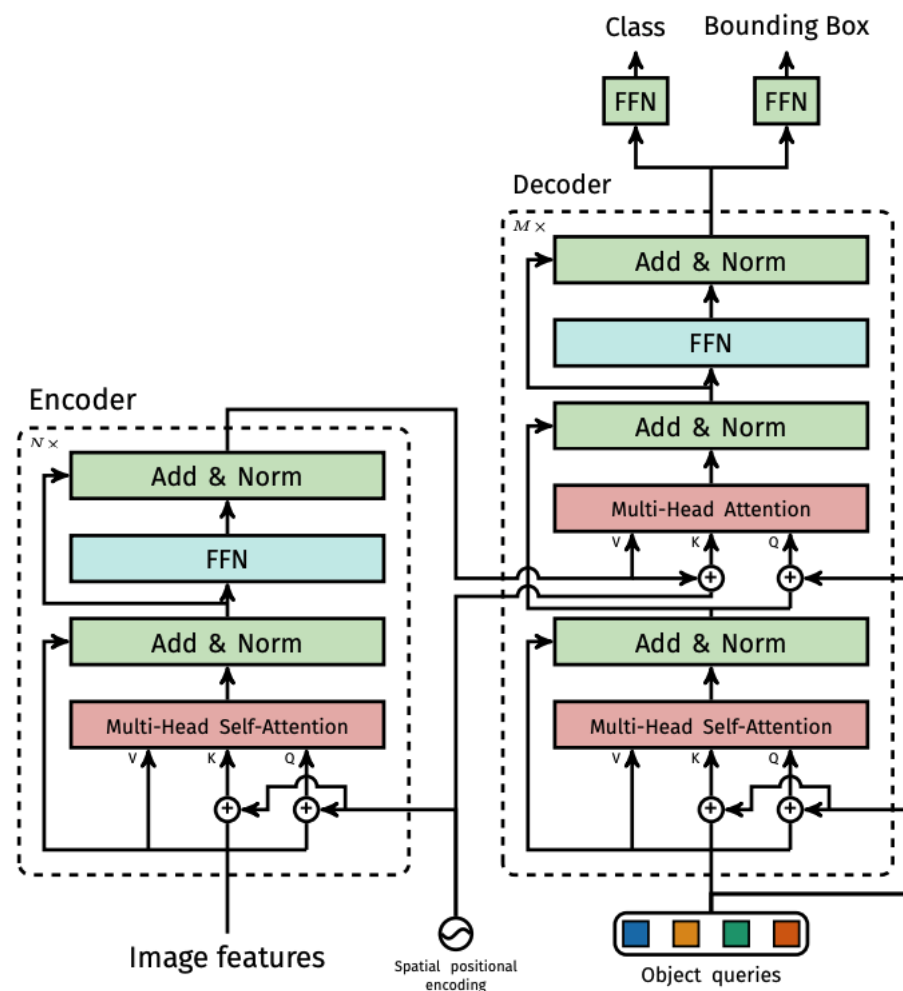 Class
Bounding Box
FFN
FFN
Decoder
M ×
Add & Norm
FFN
Add & Norm
Multi-Head Attention
V
K
Q
Add & Norm
Multi-Head Self-Attention
V
K
Q
Object queries
Encoder
N ×
Add & Norm
FFN
Add & Norm
Multi-Head Self-Attention
V
K
Q
Image features
Spatial positional
encoding